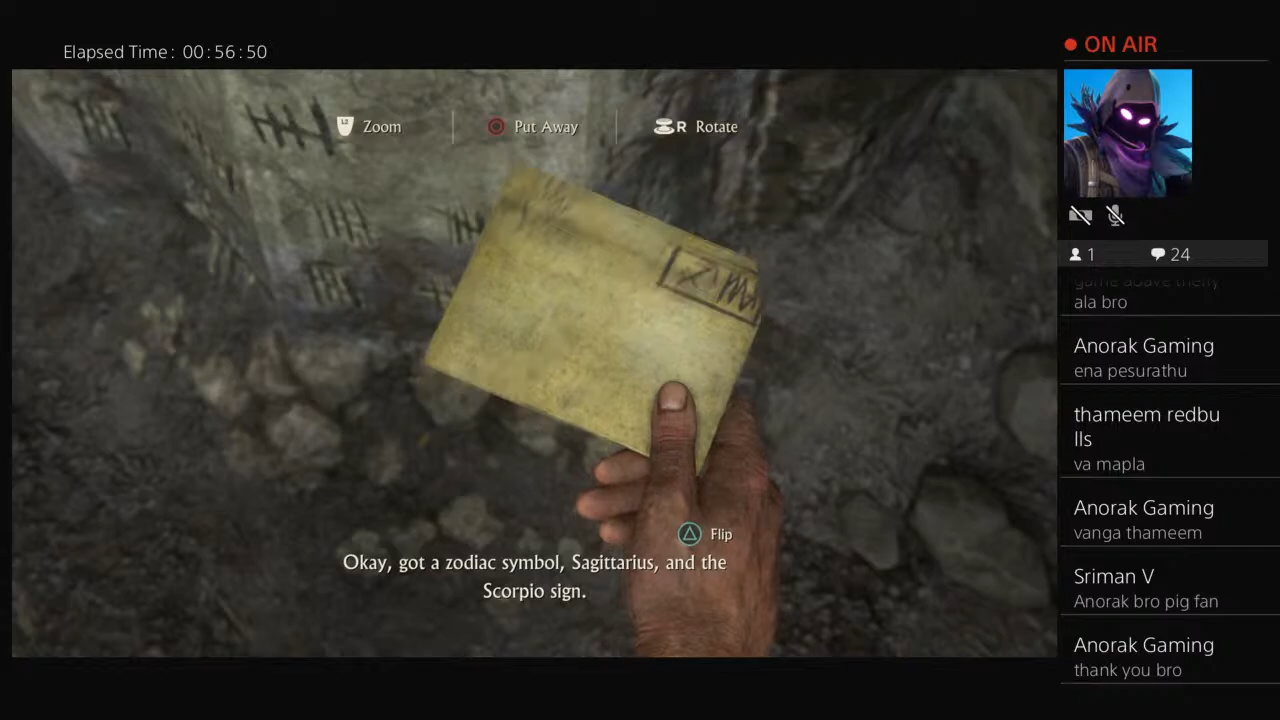 Elapsed Time: 00:56:50
ON AIR
L2 Zoom
Put Away
R Rotate
1
24
ala bro
Anorak Gaming
ena pesurathu
thameem redbu
lls
va mapla
Anorak Gaming
vanga thameem
Sriman V
Anorak bro pig fan
Anorak Gaming
thank you bro
Flip
Okay, got a zodiac symbol, Sagittarius, and the
Scorpio sign.